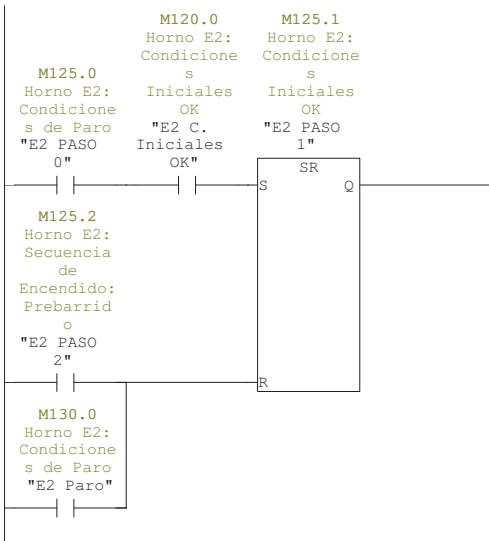 M120.0
Horno E2:
Condicione
s
Iniciales
OK
"E2 C.
Iniciales
OK"
M125.1
Horno E2:
Condicione
s
Iniciales
OK
"E2 PASO
1"
M125.0
Horno E2:
Condicione
s de Paro
"E2 PASO
0"
SR
S
Q
M125.2
Horno E2:
Secuencia
de
Encendido:
Prebarrid
o
"E2 PASO
2"
R
M130.0
Horno E2:
Condicione
s de Paro
"E2 Paro"